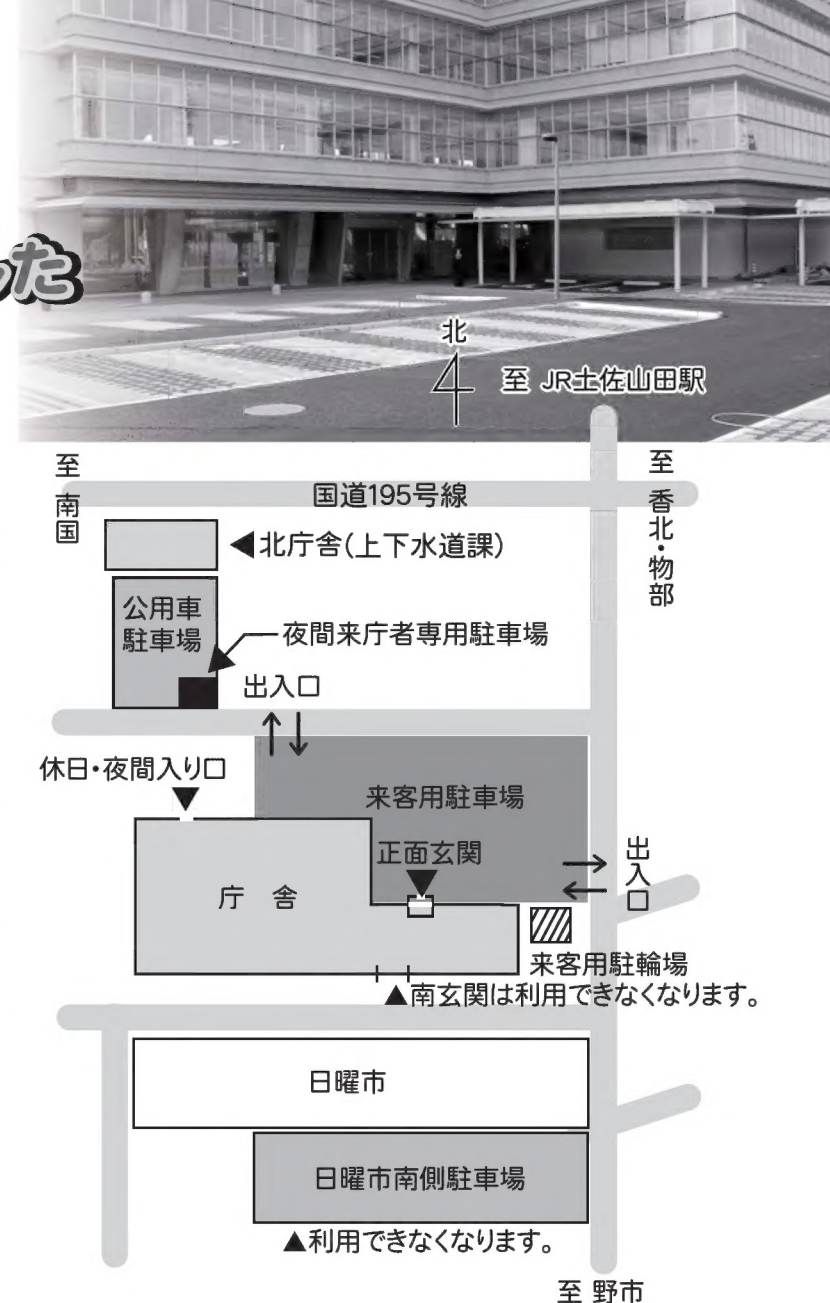 った
北
至 JR土佐山田駅
至 南国
国道195号線
至 香北・物部
◀北庁舎(上下水道課)
公用車
駐車場
夜間来庁者専用駐車場
出入口
休日・夜間入り口
来客用駐車場
正面玄関
出入口
庁 舎
来客用駐輪場
▲南玄関は利用できなくなります。
日曜市
日曜市南側駐車場
▲利用できなくなります。
至 野市